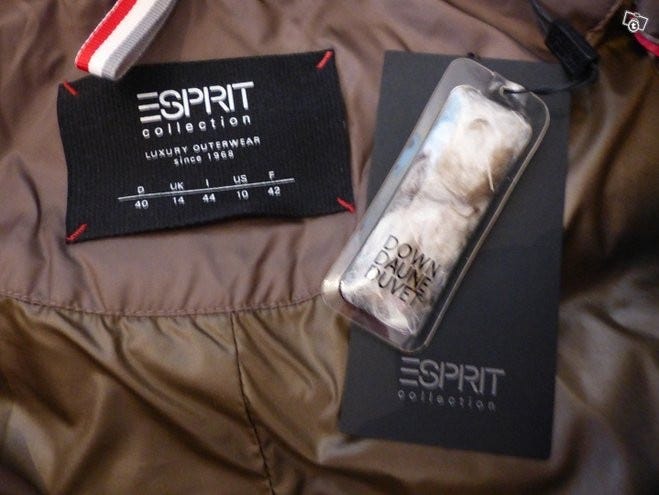 ESPRIT
collection
LUXURY OUTERWEAR
since 1968
D UK I US F
40 14 44 10 42
DOWN
DAUNE
DUVET
ESPRIT
collection